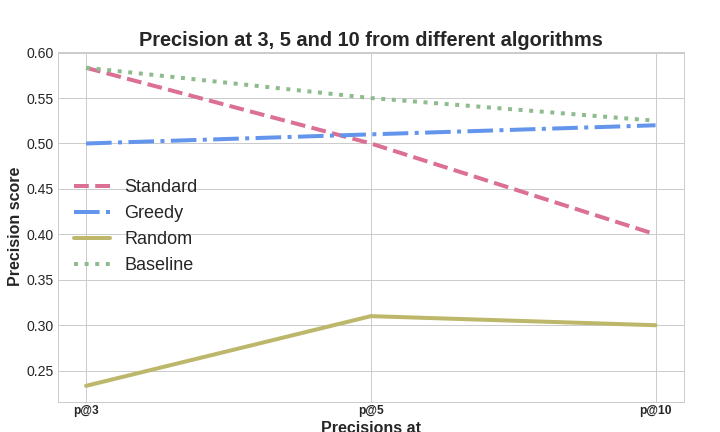 Precision at 3, 5 and 10 from different algorithms
Precision score
0.60
0.55
0.50
0.45
0.40
0.35
0.30
0.25
Standard
Greedy
Random
Baseline
p@3
p@5
p@10
Precisions at